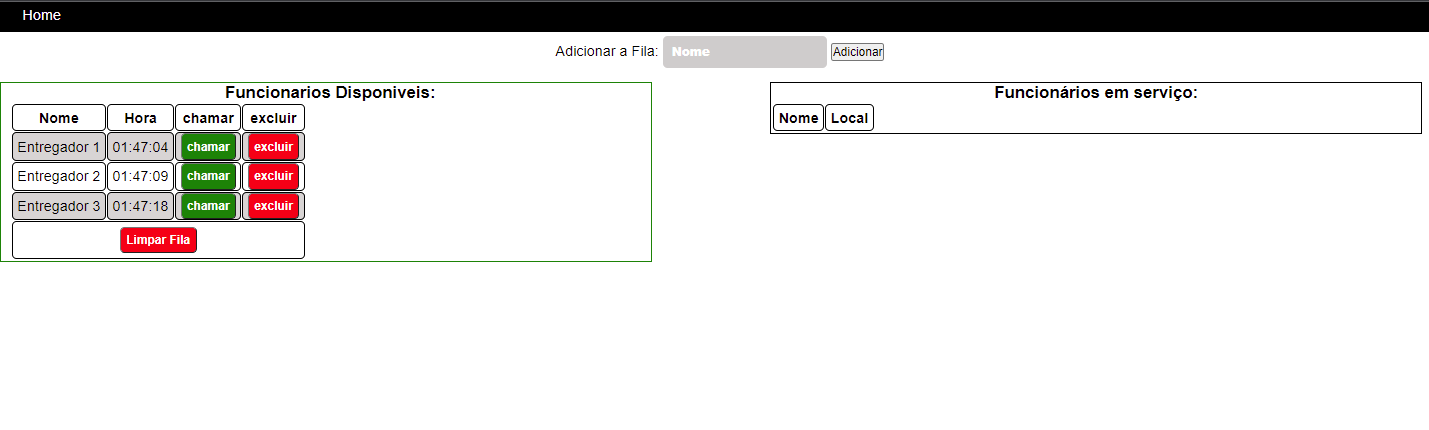 Home
Adicionar a Fila: Nome Adicionar
Funcionarios Disponiveis:
Nome Hora chamar excluir
Entregador 1 01:47:04 chamar excluir
Entregador 2 01:47:09 chamar excluir
Entregador 3 01:47:18 chamar excluir
Limpar Fila
Funcionários em serviço:
Nome Local